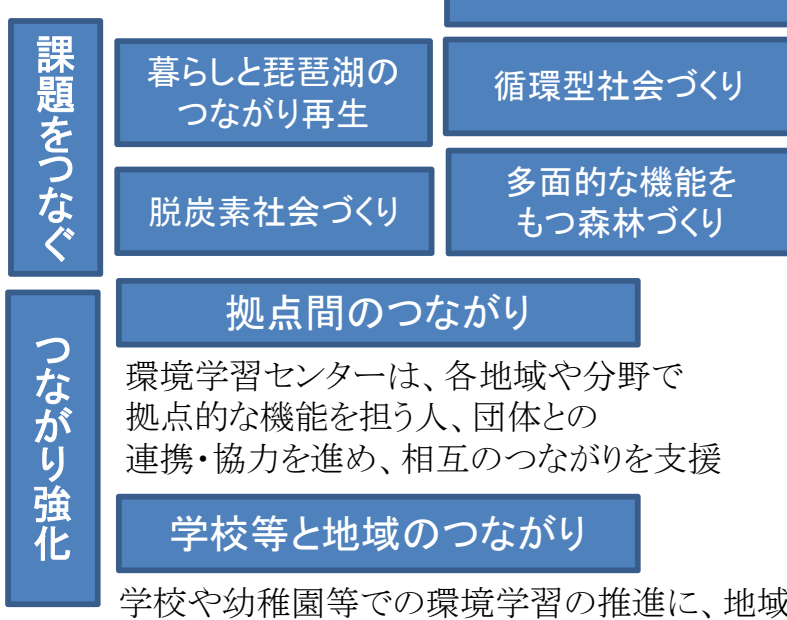 課題をつなぐ
暮らしと琵琶湖の
つながり再生
循環型社会づくり
脱炭素社会づくり
多面的な機能を
もつ森林づくり
つながり強化
拠点間のつながり
環境学習センターは、各地域や分野で
拠点的な機能を担う人、団体との
連携・協力を進め、相互のつながりを支援
学校等と地域のつながり
学校や幼稚園等での環境学習の推進に、地域